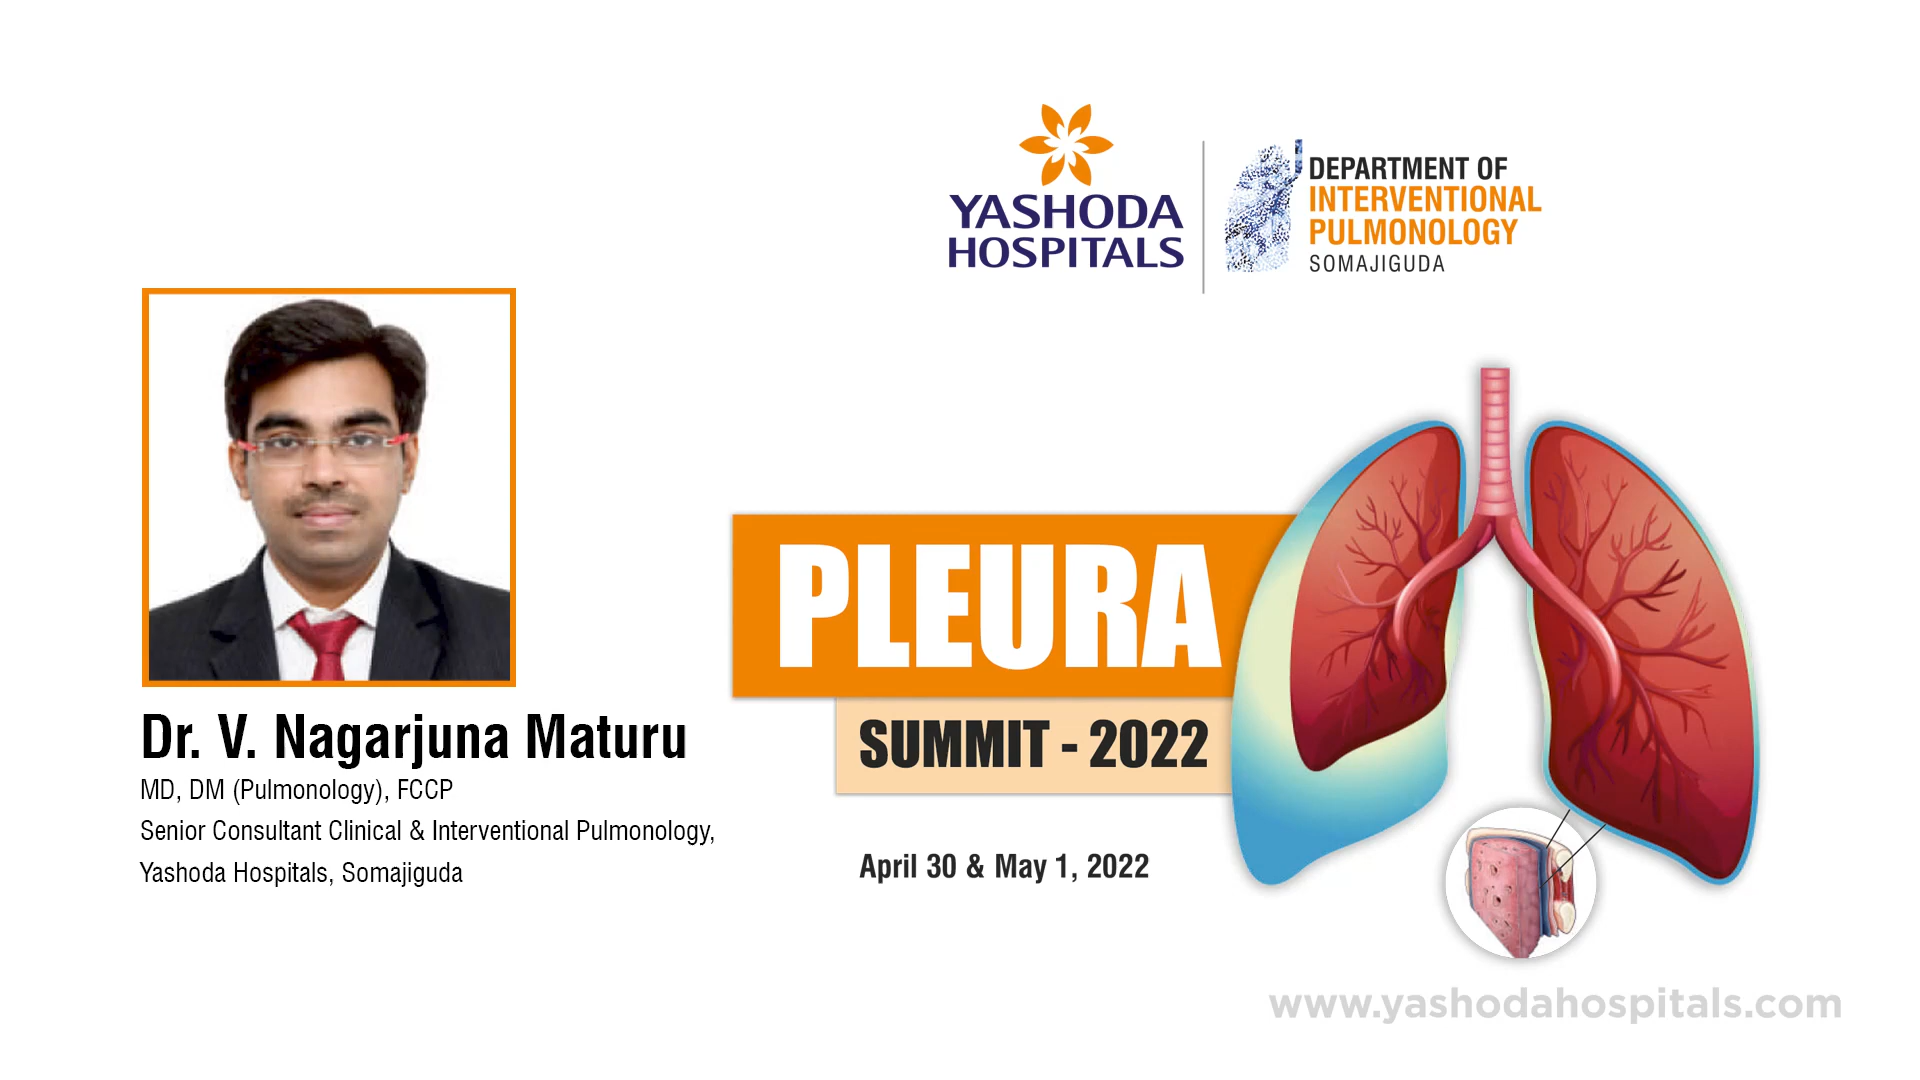 YASHODA
HOSPITALS
DEPARTMENT OF
INTERVENTIONAL
PULMONOLOGY
SOMAJIGUDA
Dr. V. Nagarjuna Maturu
MD, DM (Pulmonology), FCCP
Senior Consultant Clinical & Interventional Pulmonology,
Yashoda Hospitals, Somajiguda
PLEURA
SUMMIT - 2022
April 30 & May 1, 2022
www.yashodahospitals.com